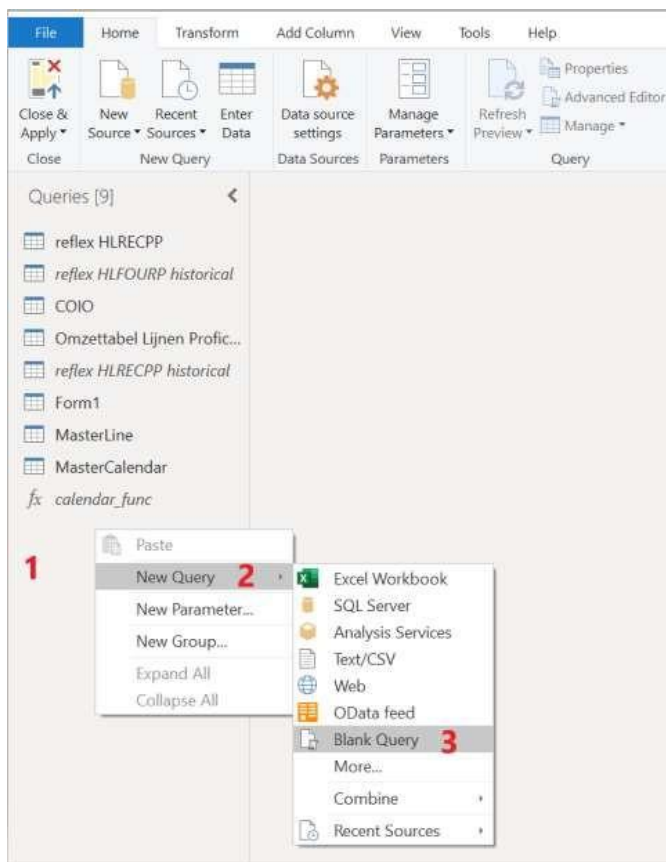 File Home Transform Add Column View Tools Help
Close & Apply
New Source
Recent Sources
Enter Data
Data source settings
Manage Parameters
Refresh Preview
Properties
Advanced Editor
Manage
Close New Query Data Sources Parameters Query
Queries [9]
reflex HLRECPP
reflex HLFOURP historical
COIO
Omzettabel Lijnen Profic...
reflex HLRECPP historical
Form1
MasterLine
MasterCalendar
fx calendar_func
1
Paste
New Query 2
New Parameter...
New Group...
Expand All
Collapse All
Excel Workbook
SQL Server
Analysis Services
Text/CSV
Web
OData feed
Blank Query 3
More...
Combine
Recent Sources